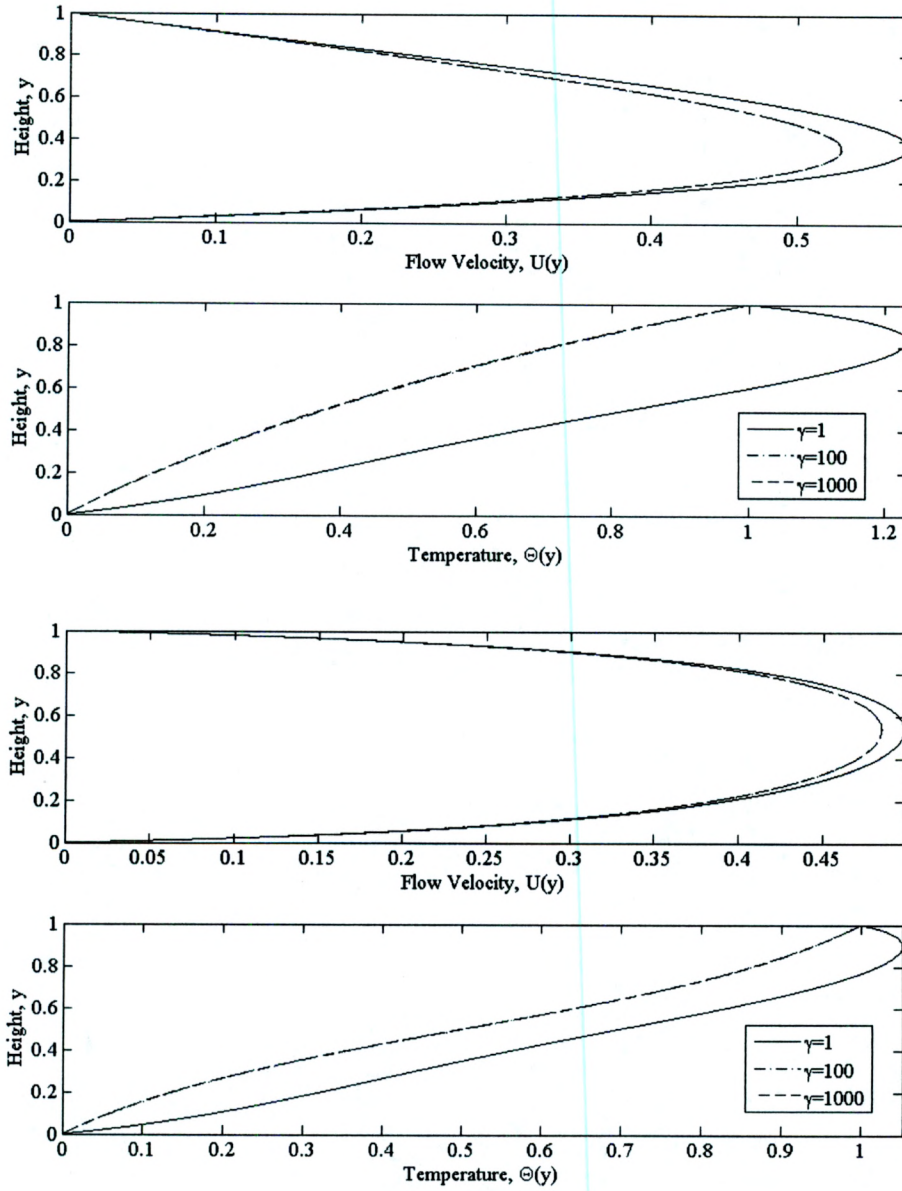 1
0.8
0.6
0.4
0.2
0
Height, y
0 0.1 0.2 0.3 0.4 0.5
Flow Velocity, U(y)
1
0.8
0.6
0.4
0.2
0
Height, y
γ=1
γ=100
γ=1000
0 0.2 0.4 0.6 0.8 1 1.2
Temperature, Θ(y)
1
0.8
0.6
0.4
0.2
0
Height, y
0 0.05 0.1 0.15 0.2 0.25 0.3 0.35 0.4 0.45
Flow Velocity, U(y)
1
0.8
0.6
0.4
0.2
0
Height, y
γ=1
γ=100
γ=1000
0 0.1 0.2 0.3 0.4 0.5 0.6 0.7 0.8 0.9 1
Temperature, Θ(y)